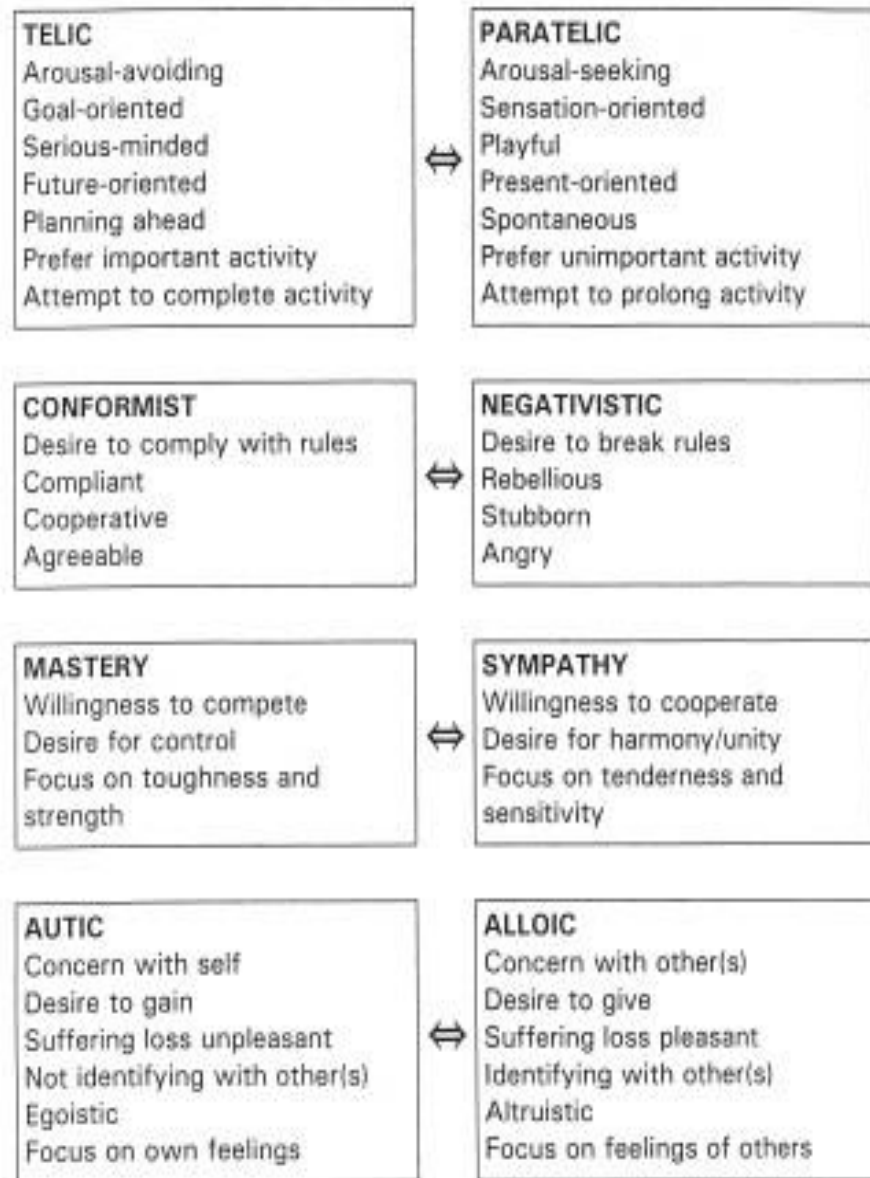 TELIC
Arousal-avoiding
Goal-oriented
Serious-minded
Future-oriented
Planning ahead
Prefer important activity
Attempt to complete activity
PARATELIC
Arousal-seeking
Sensation-oriented
Playful
Present-oriented
Spontaneous
Prefer unimportant activity
Attempt to prolong activity
CONFORMIST
Desire to comply with rules
Compliant
Cooperative
Agreeable
NEGATIVISTIC
Desire to break rules
Rebellious
Stubborn
Angry
MASTERY
Willingness to compete
Desire for control
Focus on toughness and
strength
SYMPATHY
Willingness to cooperate
Desire for harmony/unity
Focus on tenderness and
sensitivity
AUTIC
Concern with self
Desire to gain
Suffering loss unpleasant
Not identifying with other(s)
Egoistic
Focus on own feelings
ALLOIC
Concern with other(s)
Desire to give
Suffering loss pleasant
Identifying with other(s)
Altruistic
Focus on feelings of others